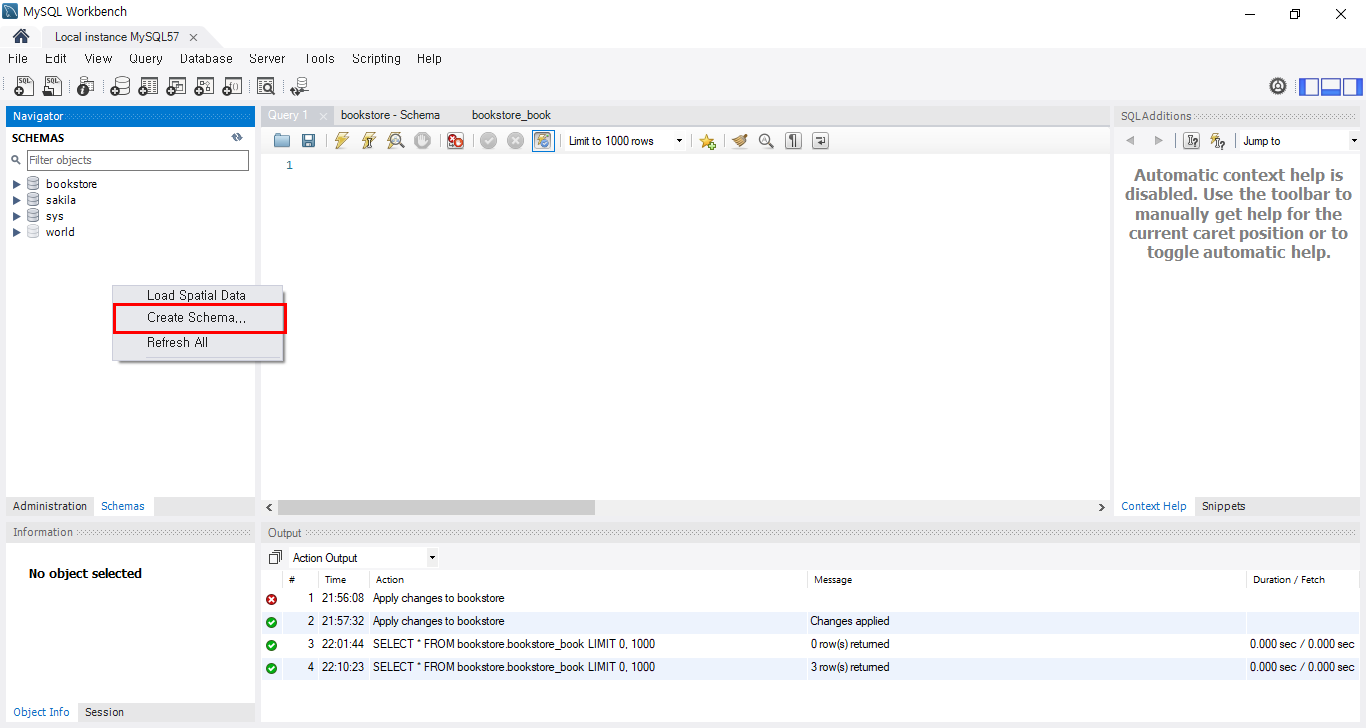 MySQL Workbench
Local instance MySQL57
File Edit View Query Database Server Tools Scripting Help
Navigator
SCHEMAS
Filter objects
bookstore
sakila
sys
world
Load Spatial Data
Create Schema...
Refresh All
Administration Schemas
Information
No object selected
Object Info Session
Query 1 bookstore - Schema bookstore_book
Limit to 1000 rows
1
SQLAdditions
Jump to
Automatic context help is
disabled. Use the toolbar to
manually get help for the
current caret position or to
toggle automatic help.
Context Help Snippets
Output
Action Output
# Time Action Message Duration / Fetch
1 21:56:08 Apply changes to bookstore
2 21:57:32 Apply changes to bookstore Changes applied
3 22:01:44 SELECT * FROM bookstore.bookstore_book LIMIT 0, 1000 0 row(s) returned 0.000 sec / 0.000 sec
4 22:10:23 SELECT * FROM bookstore.bookstore_book LIMIT 0, 1000 3 row(s) returned 0.000 sec / 0.000 sec